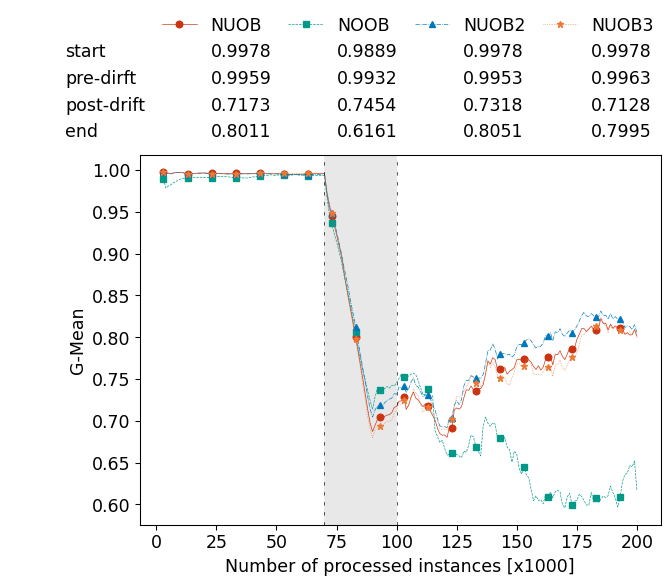 NUOB NOOB NUOB2 NUOB3
start 0.9978 0.9889 0.9978 0.9978
pre-dirft 0.9959 0.9932 0.9953 0.9963
post-drift 0.7173 0.7454 0.7318 0.7128
end 0.8011 0.6161 0.8051 0.7995
1.00
0.95
0.90
0.85
0.80
0.75
0.70
0.65
0.60
G-Mean
0 25 50 75 100 125 150 175 200
Number of processed instances [x1000]